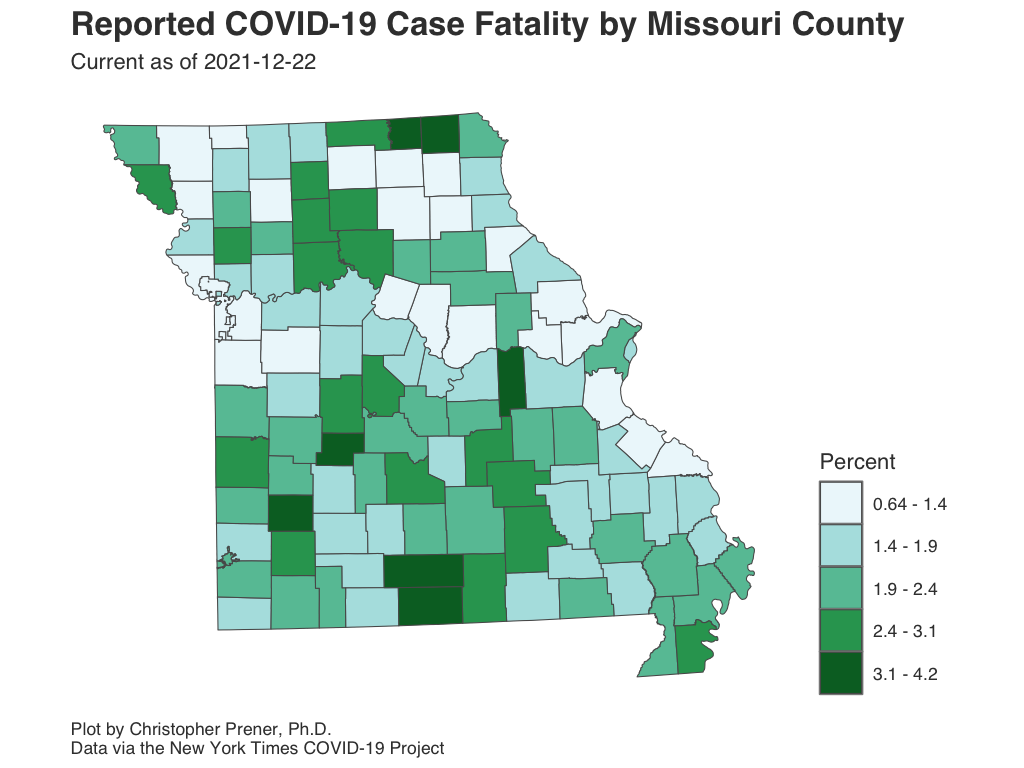 Reported COVID-19 Case Fatality by Missouri County
Current as of 2021-12-22
Percent
0.64 - 1.4
1.4 - 1.9
1.9 - 2.4
2.4 - 3.1
3.1 - 4.2
Plot by Christopher Prener, Ph.D.
Data via the New York Times COVID-19 Project